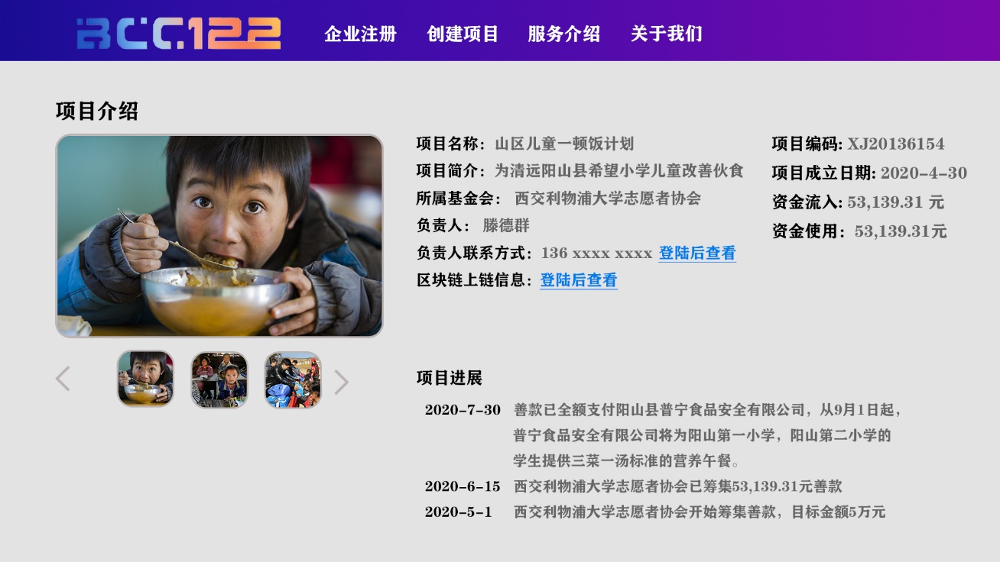 BCC.122
企业注册 创建项目 服务介绍 关于我们
项目介绍
项目名称：山区儿童一顿饭计划
项目简介：为清远阳山县希望小学儿童改善伙食
所属基金会： 西交利物浦大学志愿者协会
负责人： 滕德群
负责人联系方式：136 xxxx xxxx 登陆后查看
区块链上链信息：登陆后查看
项目编码: XJ20136154
项目成立日期: 2020-4-30
资金流入: 53,139.31 元
资金使用： 53,139.31元
项目进展
2020-7-30 善款已全额支付阳山县普宁食品安全有限公司，从9月1日起，
普宁食品安全有限公司将为阳山第一小学，阳山第二小学的
学生提供三菜一汤标准的营养午餐。
2020-6-15 西交利物浦大学志愿者协会已筹集53,139.31元善款
2020-5-1 西交利物浦大学志愿者协会开始筹集善款，目标金额5万元